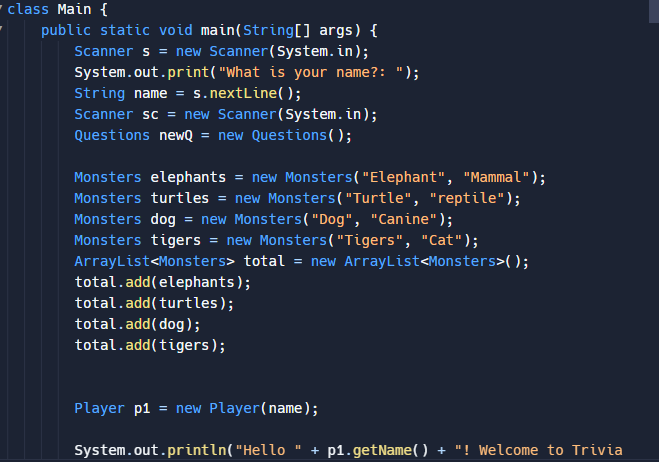 class Main {
public static void main(String[] args) {
Scanner s = new Scanner(System.in);
System.out.print("What is your name?: ");
String name = s.nextLine();
Scanner sc = new Scanner(System.in);
Questions newQ = new Questions();
Monsters elephants = new Monsters("Elephant", "Mammal");
Monsters turtles = new Monsters("Turtle", "reptile");
Monsters dog = new Monsters("Dog", "Canine");
Monsters tigers = new Monsters("Tigers", "Cat");
ArrayList<Monsters> total = new ArrayList<Monsters>();
total.add(elephants);
total.add(turtles);
total.add(dog);
total.add(tigers);
Player p1 = new Player(name);
System.out.println("Hello " + p1.getName() + "! Welcome to Trivia